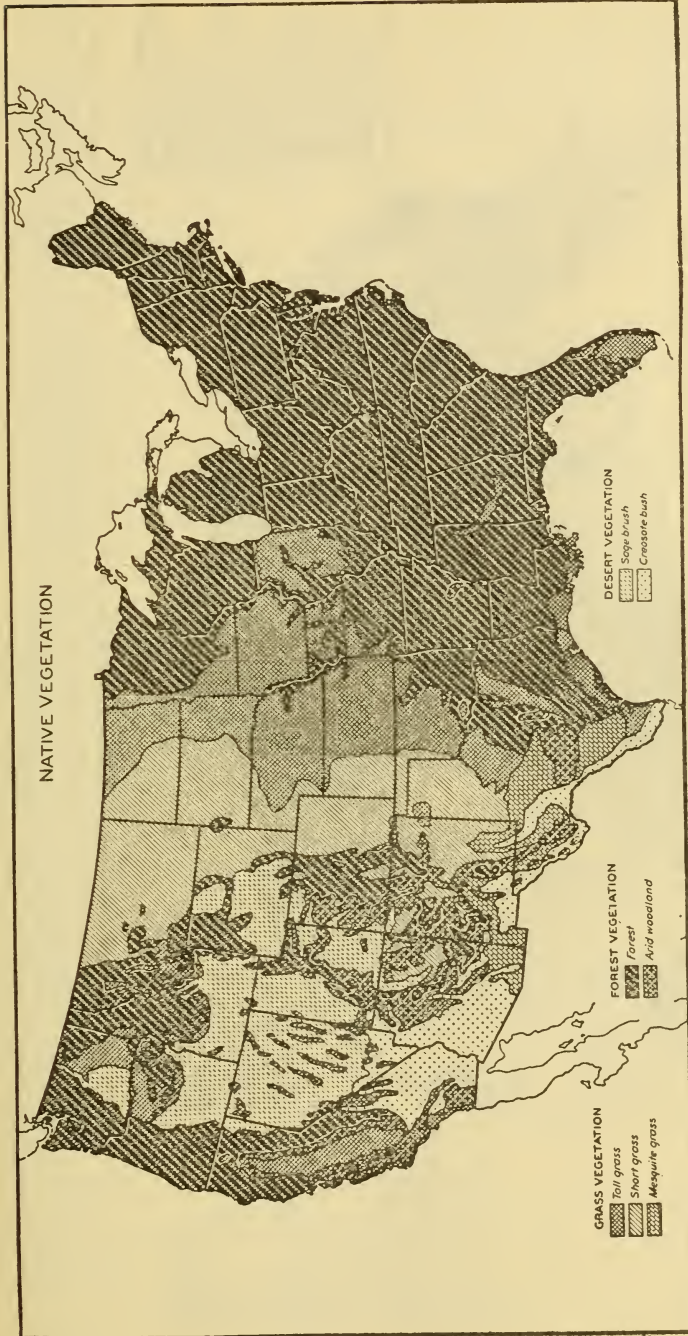 NATIVE VEGETATION
GRASS VEGETATION
Tall grass
Short grass
Mesquite grass
FOREST VEGETATION
Forest
Arid woodland
DESERT VEGETATION
Sage brush
Creosote bush